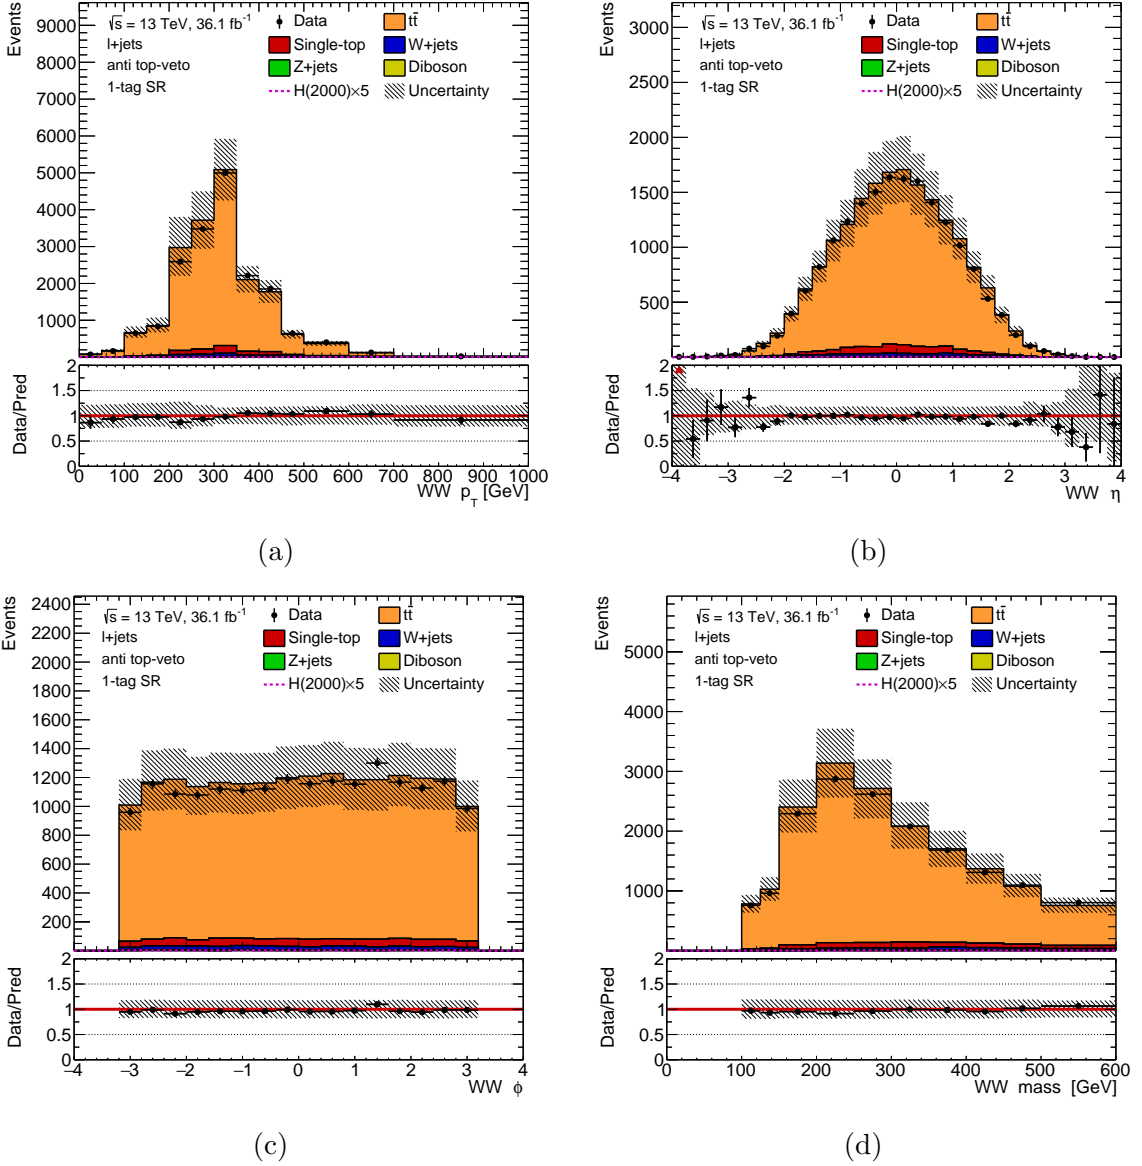 Events
√s = 13 TeV, 36.1 fb⁻¹
l+jets
anti top-veto
1-tag SR
Data
tt̄
Single-top
W+jets
Z+jets
Diboson
H(2000)×5
Uncertainty
9000
8000
7000
6000
5000
4000
3000
2000
1000
Data/Pred
2
1.5
1
0.5
0
0 100 200 300 400 500 600 700 800 900 1000
WW p_T [GeV]
(a)
Events
√s = 13 TeV, 36.1 fb⁻¹
l+jets
anti top-veto
1-tag SR
Data
tt̄
Single-top
W+jets
Z+jets
Diboson
H(2000)×5
Uncertainty
3000
2500
2000
1500
1000
500
Data/Pred
2
1.5
1
0.5
0
−4 −3 −2 −1 0 1 2 3 4
WW η
(b)
Events
√s = 13 TeV, 36.1 fb⁻¹
l+jets
anti top-veto
1-tag SR
Data
tt̄
Single-top
W+jets
Z+jets
Diboson
H(2000)×5
Uncertainty
2400
2200
2000
1800
1600
1400
1200
1000
800
600
400
200
Data/Pred
2
1.5
1
0.5
0
−4 −3 −2 −1 0 1 2 3 4
WW ϕ
(c)
Events
√s = 13 TeV, 36.1 fb⁻¹
l+jets
anti top-veto
1-tag SR
Data
tt̄
Single-top
W+jets
Z+jets
Diboson
H(2000)×5
Uncertainty
5000
4000
3000
2000
1000
Data/Pred
2
1.5
1
0.5
0
0 100 200 300 400 500 600
WW mass [GeV]
(d)